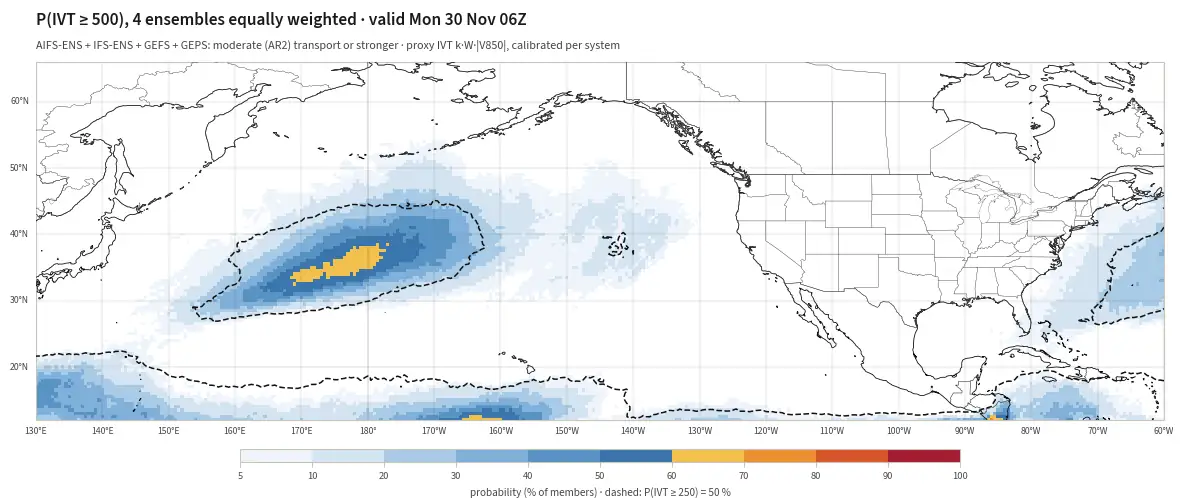 P(IVT ≥ 500), 4 ensembles equally weighted · valid Mon 30 Nov 06Z
AIFS-ENS + IFS-ENS + GEFS + GEPS: moderate (AR2) transport or stronger · proxy IVT k·W·|V850|, calibrated per system
60°N
50°N
40°N
30°N
20°N
130°E 140°E 150°E 160°E 170°E 180° 170°W 160°W 150°W 140°W 130°W 120°W 110°W 100°W 90°W 80°W 70°W 60°W
5 10 20 30 40 50 60 70 80 90 100
probability (% of members) · dashed: P(IVT ≥ 250) = 50 %